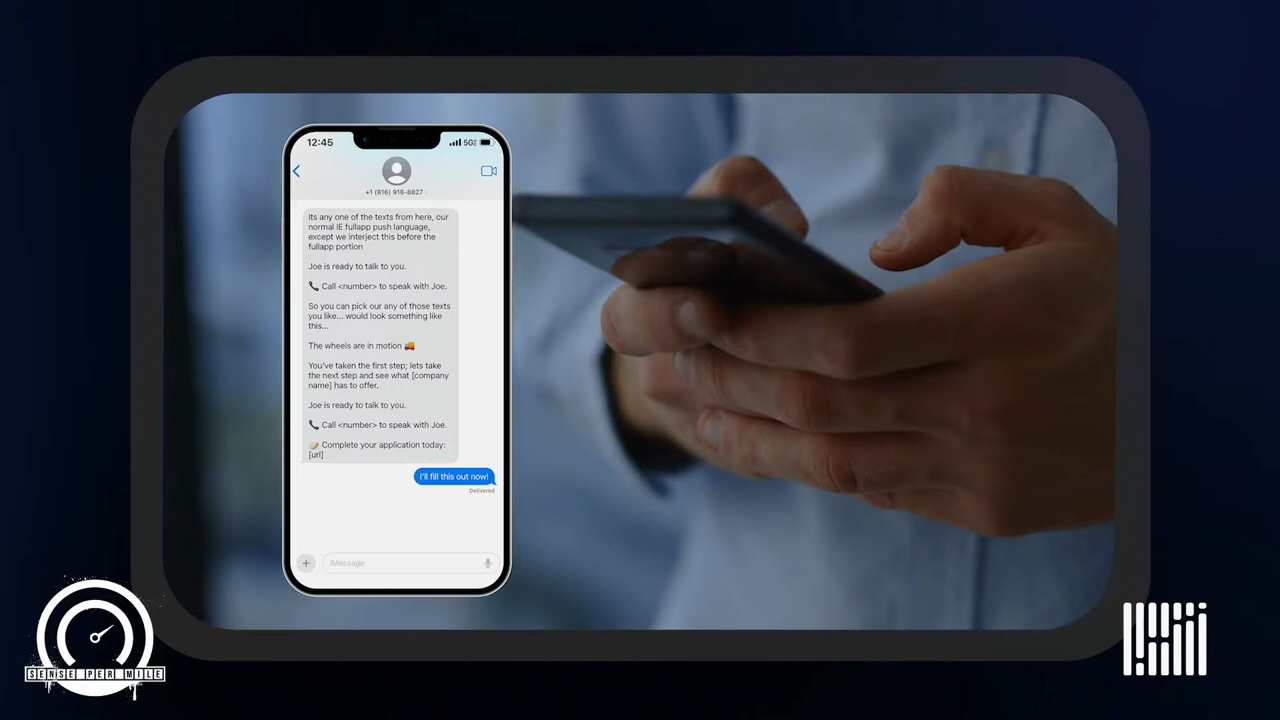 12:45
5G
+1 (816) 918-8827
Its any one of the texts from here, our
normal IE fullapp push language,
except we interject this before the
fullapp portion
Joe is ready to talk to you.
📞 Call <number> to speak with Joe.
So you can pick our any of those texts
you like... would look something like
this...
The wheels are in motion 🚚
You've taken the first step; lets take
the next step and see what [company
name] has to offer.
Joe is ready to talk to you.
📞 Call <number> to speak with Joe.
📝 Complete your application today:
[url]
I'll fill this out now!
Delivered
iMessage
SENSE PER MILE